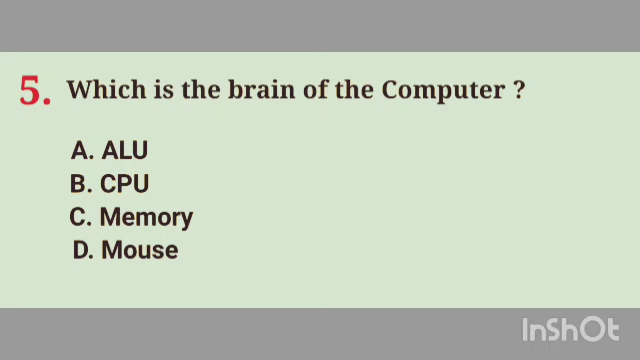 5. Which is the brain of the Computer ?
A. ALU
B. CPU
C. Memory
D. Mouse
InShOt